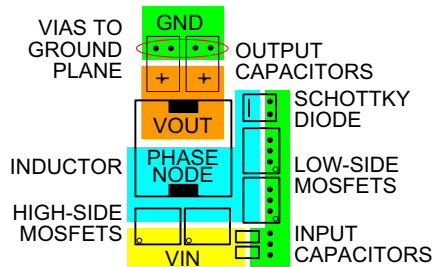 VIAS TO
GROUND
PLANE
GND
OUTPUT
CAPACITORS
+ +
VOUT
SCHOTTKY
DIODE
INDUCTOR
PHASE
NODE
LOW-SIDE
MOSFETS
HIGH-SIDE
MOSFETS
VIN
INPUT
CAPACITORS